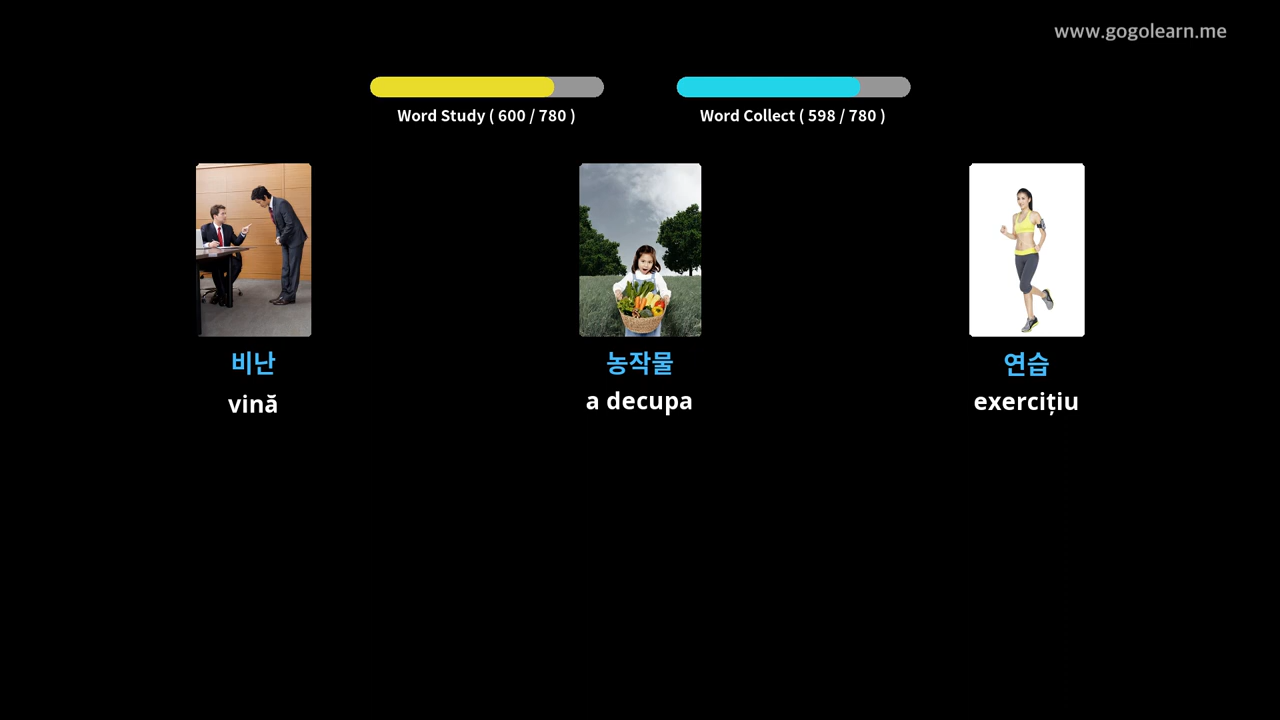 www.gogolearn.me
Word Study ( 600 / 780 )
Word Collect ( 598 / 780 )
비난
농작물
연습
vină
a decupa
exercițiu